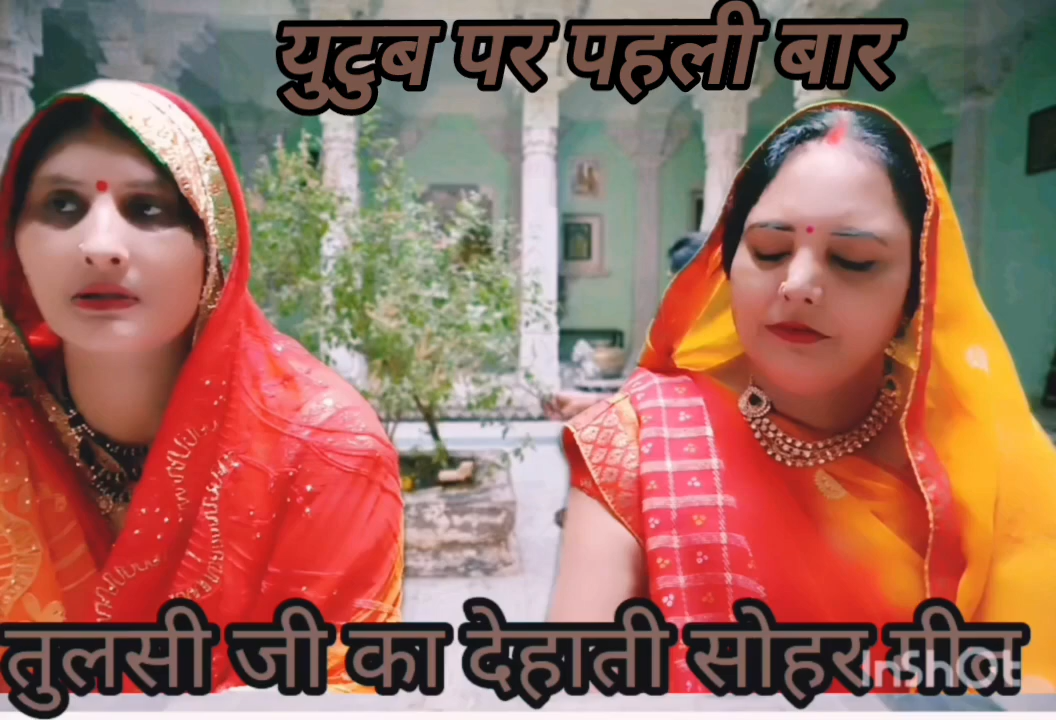 युटुब पर पहली बार
तुलसी जी का देहाती सोहर गीत
InShOt